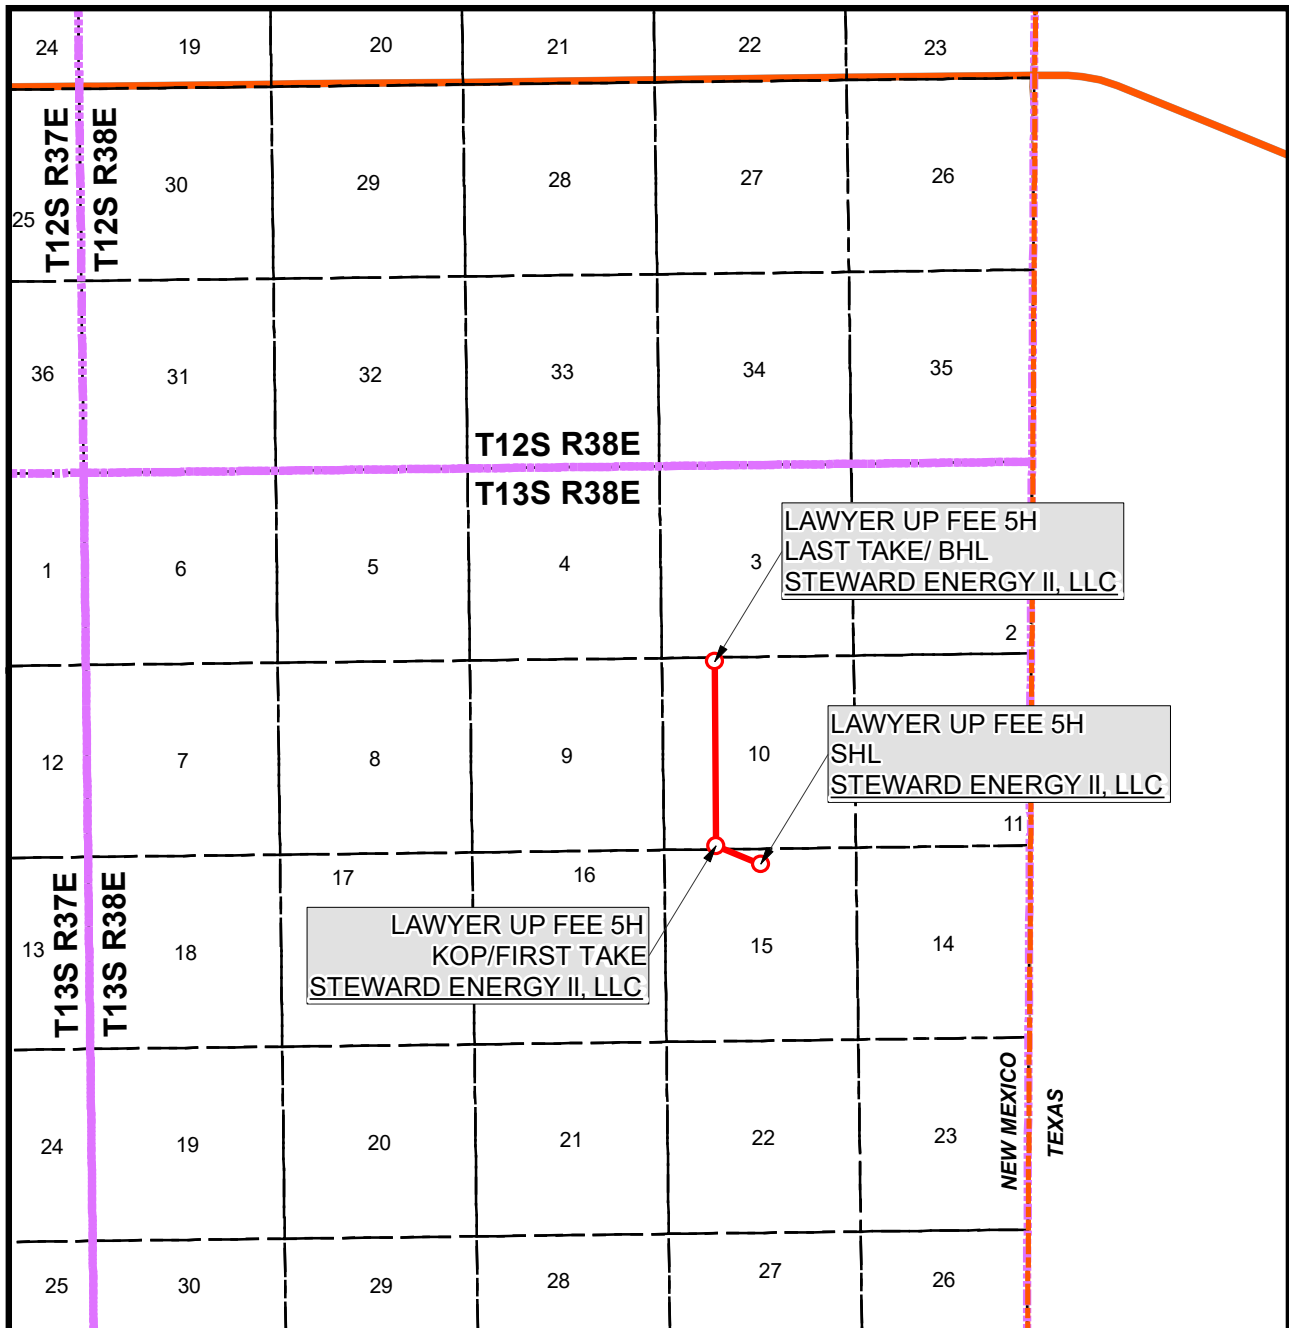 24
19
20
21
22
23
T12S R37E
T12S R38E
25
30
29
28
27
26
36
31
32
33
34
35
T12S R38E
T13S R38E
1
6
5
4
3
2
LAWYER UP FEE 5H
LAST TAKE/ BHL
STEWARD ENERGY II, LLC
12
7
8
9
10
11
LAWYER UP FEE 5H
SHL
STEWARD ENERGY II, LLC
T13S R37E
T13S R38E
13
18
17
16
15
14
LAWYER UP FEE 5H
KOP/FIRST TAKE
STEWARD ENERGY II, LLC
24
19
20
21
22
23
NEW MEXICO
TEXAS
25
30
29
28
27
26